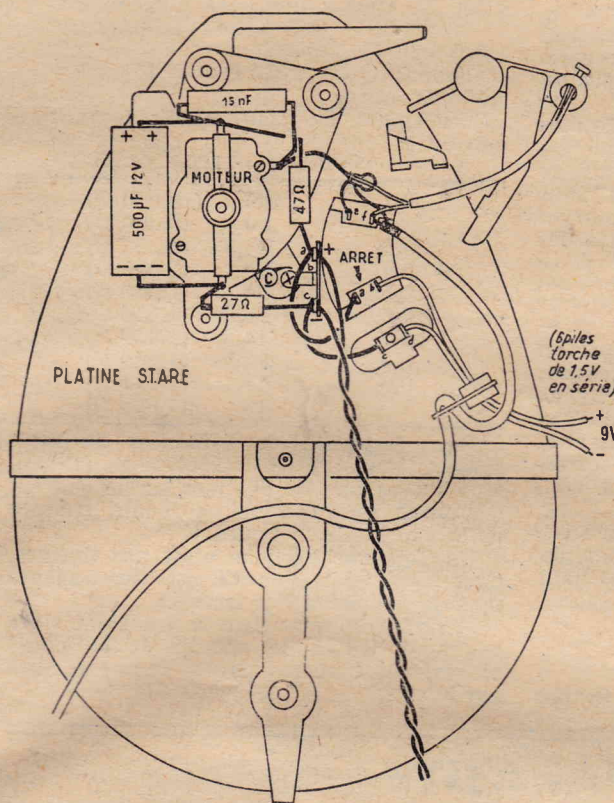 15 nF
+ +
500µF 12V
MOTEUR
47Ω
+
a
b
c
C X
27Ω
ARRET
PLATINE S.T.A.R.E
(6piles
torche
de 1,5V
en série)
+
9V
-